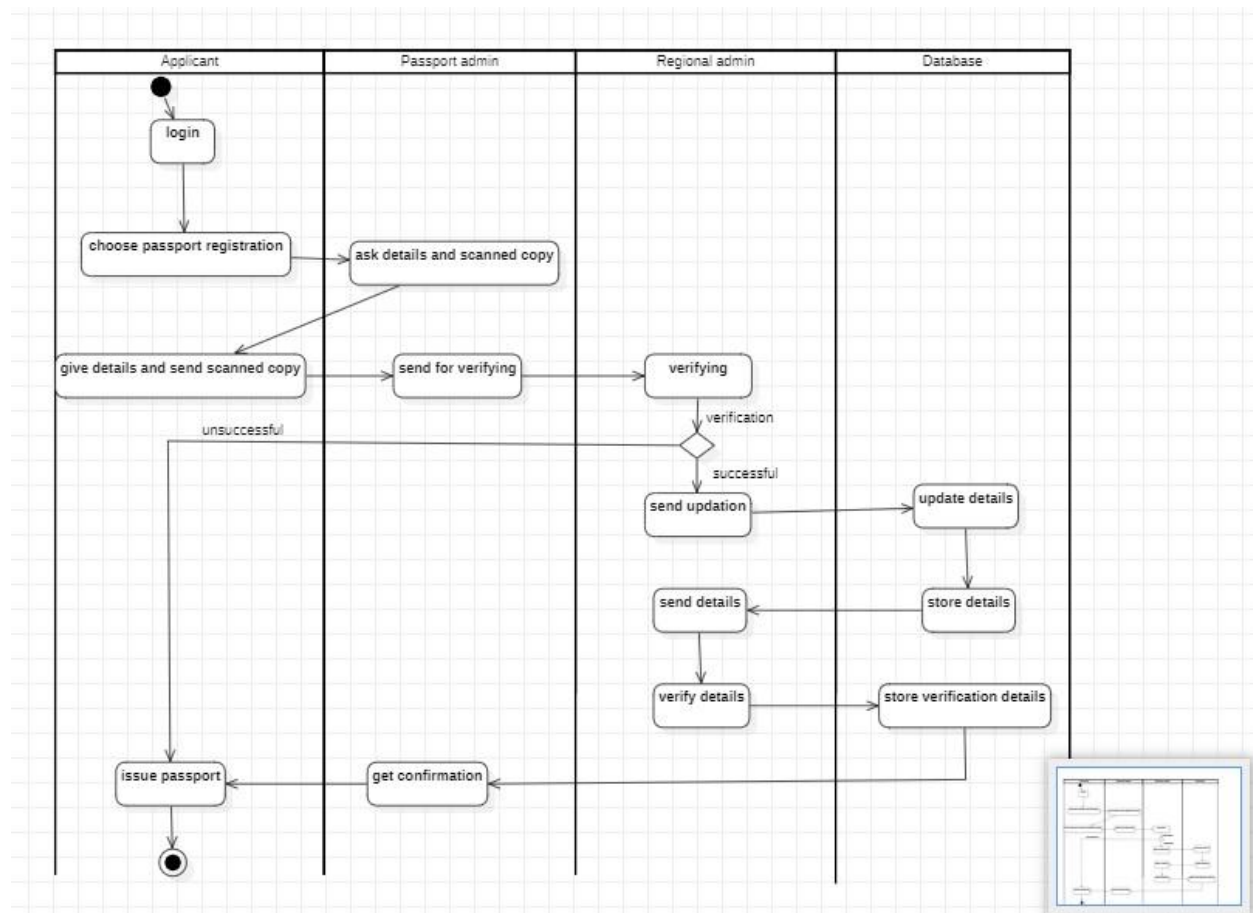 Applicant
Passport admin
Regional admin
Database
login
choose passport registration
ask details and scanned copy
give details and send scanned copy
send for verifying
verifying
verification
unsuccessful
successful
send updation
update details
send details
store details
verify details
store verification details
issue passport
get confirmation